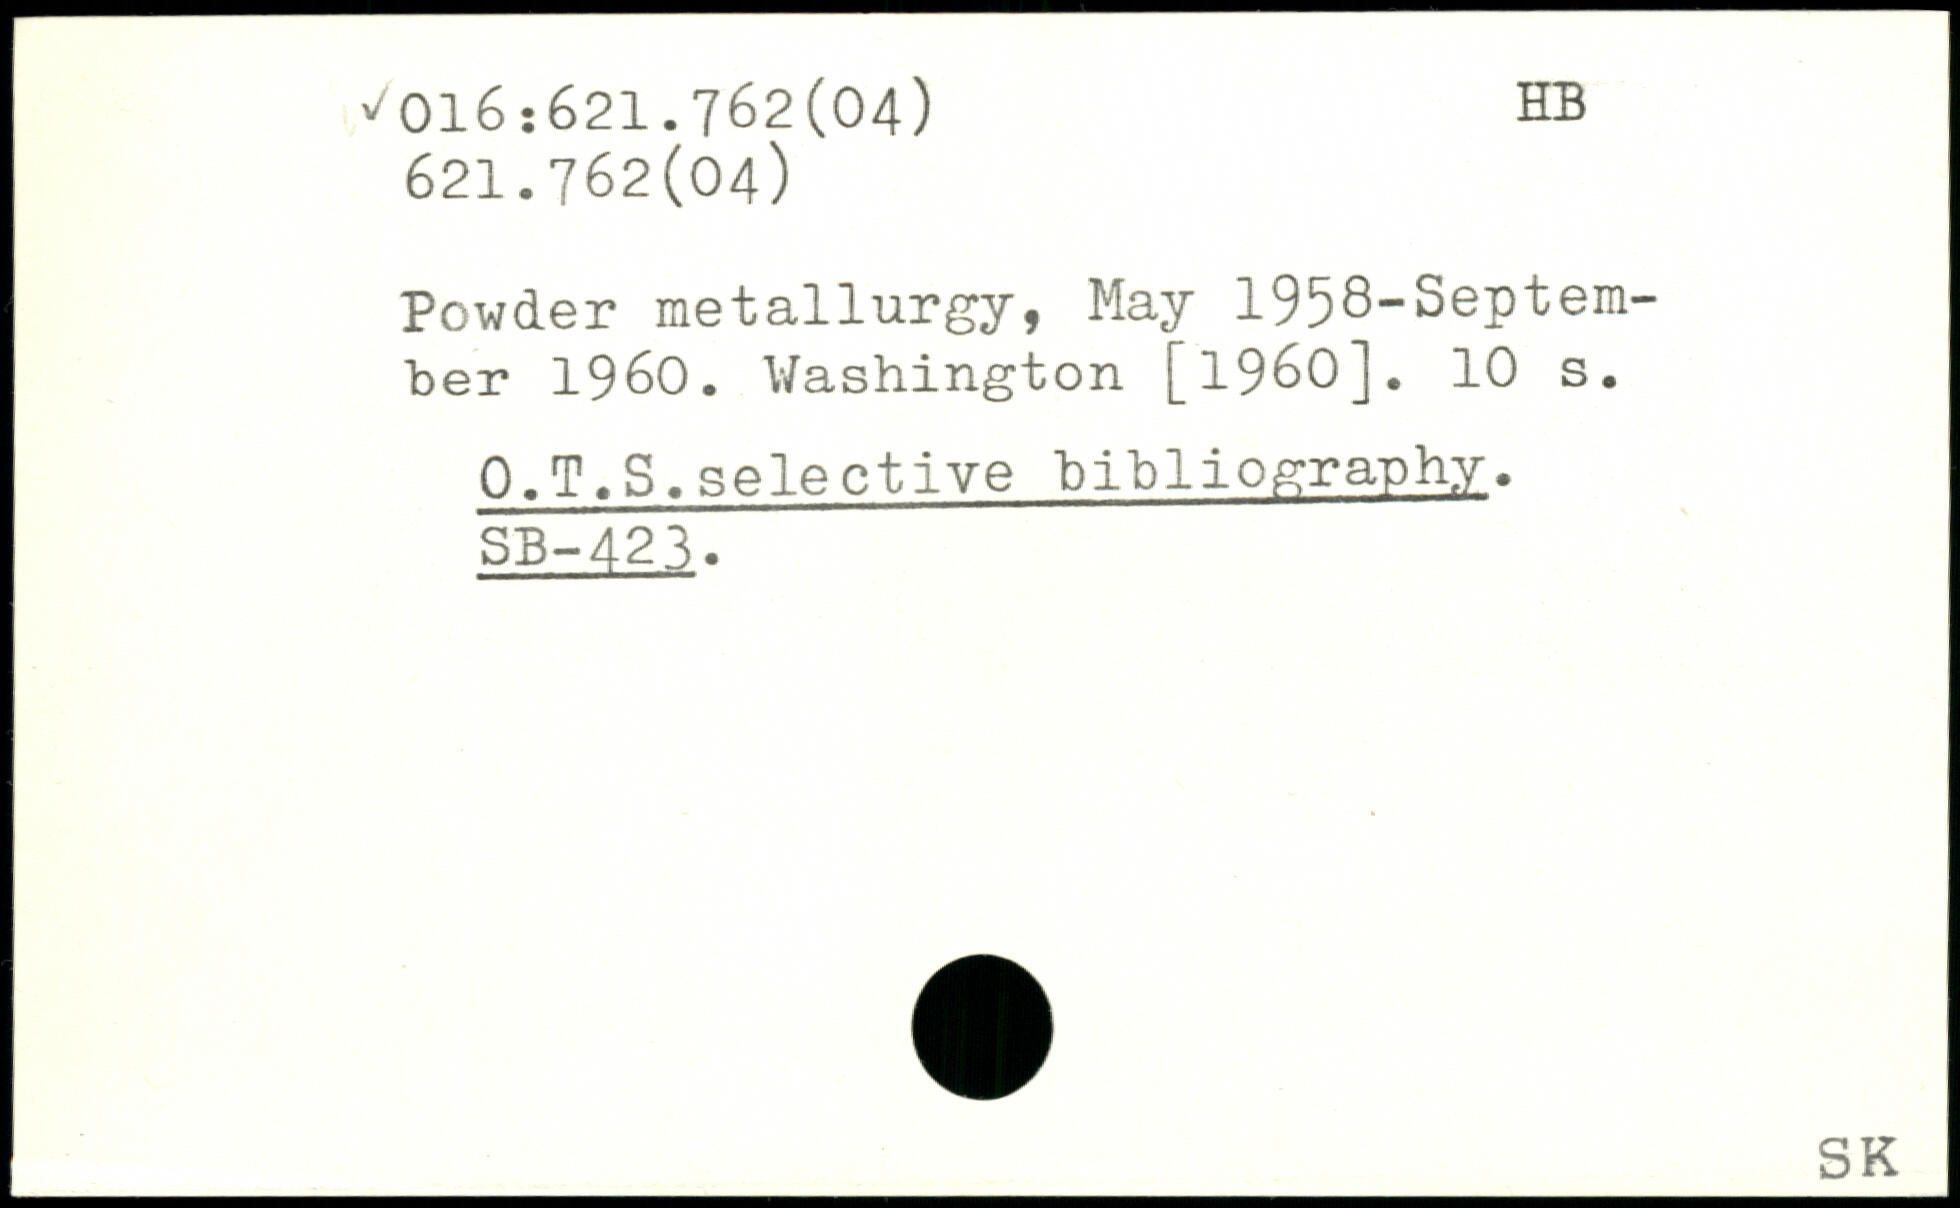 ✓016:621.762(04) HB
621.762(04)
Powder metallurgy, May 1958-Septem-
ber 1960. Washington [1960]. 10 s.
O.T.S.selective bibliography.
SB-423.
SK